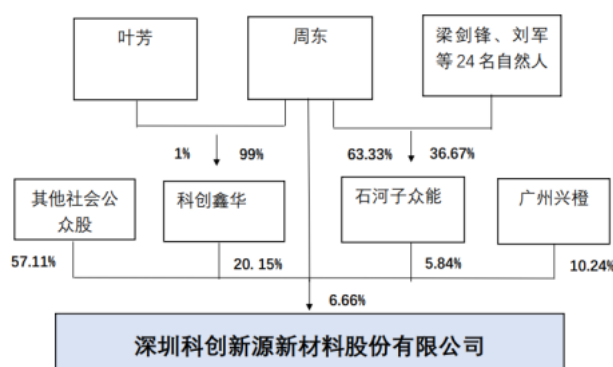 叶芳
周东
梁剑锋、刘军
等24名自然人
1%
99%
63.33%
36.67%
其他社会公
众股
科创鑫华
石河子众能
广州兴橙
57.11%
20.15%
5.84%
10.24%
6.66%
深圳科创新源新材料股份有限公司